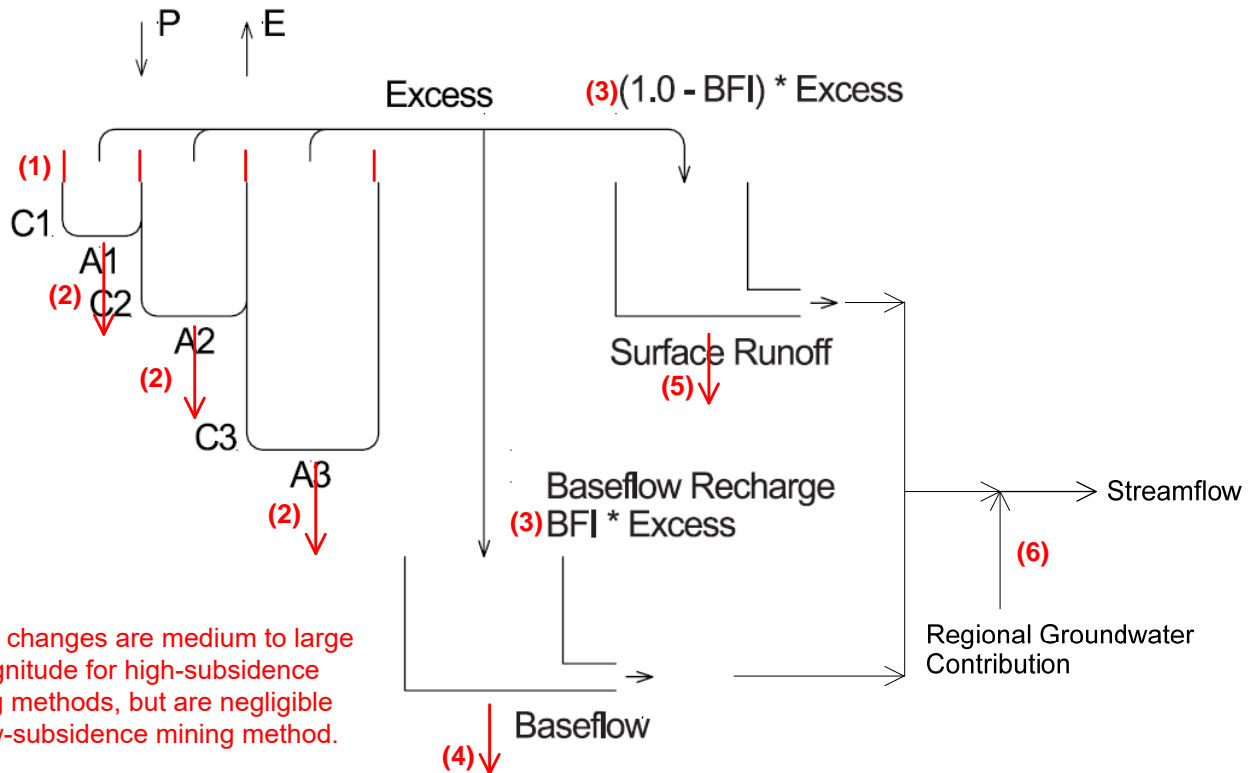 P
E
Excess
(3)(1.0 - BFI) * Excess
(1)
C1
A1
(2)
C2
A2
(2)
Surface Runoff
(5)
C3
A3
(2)
Baseflow Recharge
(3) BFI * Excess
Streamflow
(6)
Regional Groundwater
Contribution
changes are medium to large
gnitude for high-subsidence
g methods, but are negligible
w-subsidence mining method.
Baseflow
(4)